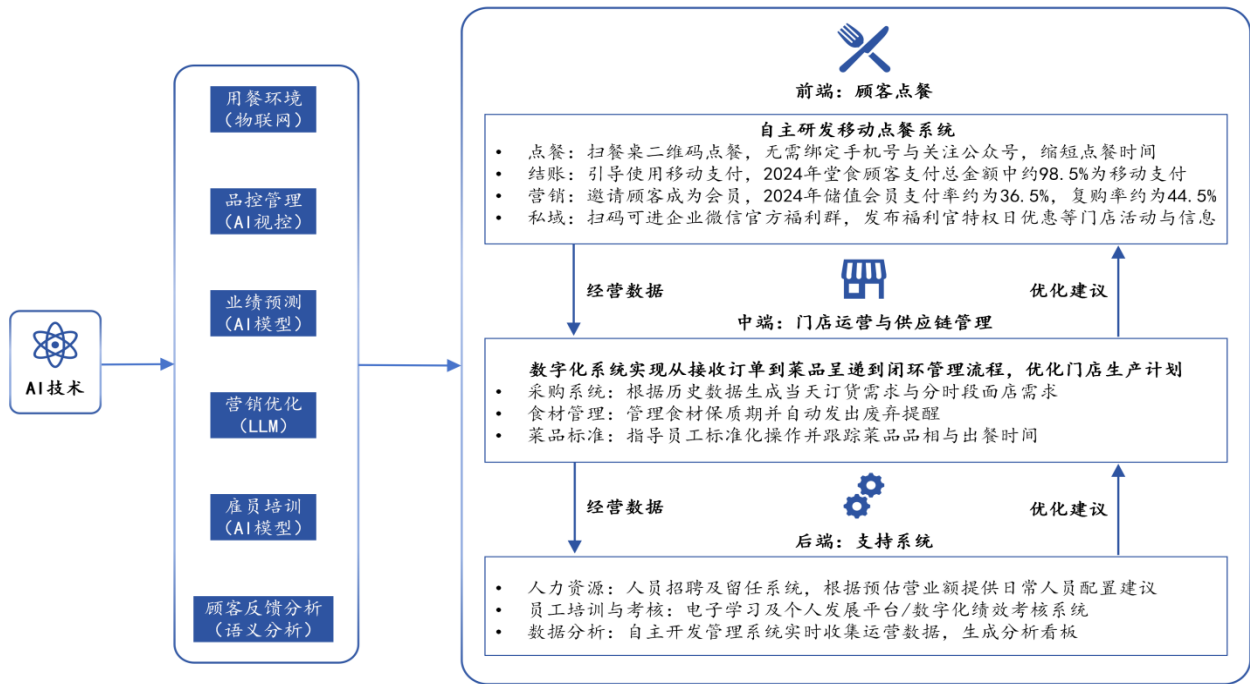 AI技术
用餐环境
（物联网）
品控管理
（AI视控）
业绩预测
（AI模型）
营销优化
（LLM）
雇员培训
（AI模型）
顾客反馈分析
（语义分析）
前端：顾客点餐
自主研发移动点餐系统
• 点餐：扫餐桌二维码点餐，无需绑定手机号与关注公众号，缩短点餐时间
• 结账：引导使用移动支付，2024年堂食顾客支付总金额中约98.5%为移动支付
• 营销：邀请顾客成为会员，2024年储值会员支付率约为36.5%，复购率约为44.5%
• 私域：扫码可进企业微信官方福利群，发布福利官特权日优惠等门店活动与信息
经营数据
优化建议
中端：门店运营与供应链管理
数字化系统实现从接收订单到菜品呈递到闭环管理流程，优化门店生产计划
• 采购系统：根据历史数据生成当天订货需求与分时段面店需求
• 食材管理：管理食材保质期并自动发出废弃提醒
• 菜品标准：指导员工标准化操作并跟踪菜品品相与出餐时间
经营数据
优化建议
后端：支持系统
• 人力资源：人员招聘及留任系统，根据预估营业额提供日常人员配置建议
• 员工培训与考核：电子学习及个人发展平台/数字化绩效考核系统
• 数据分析：自主开发管理系统实时收集运营数据，生成分析看板